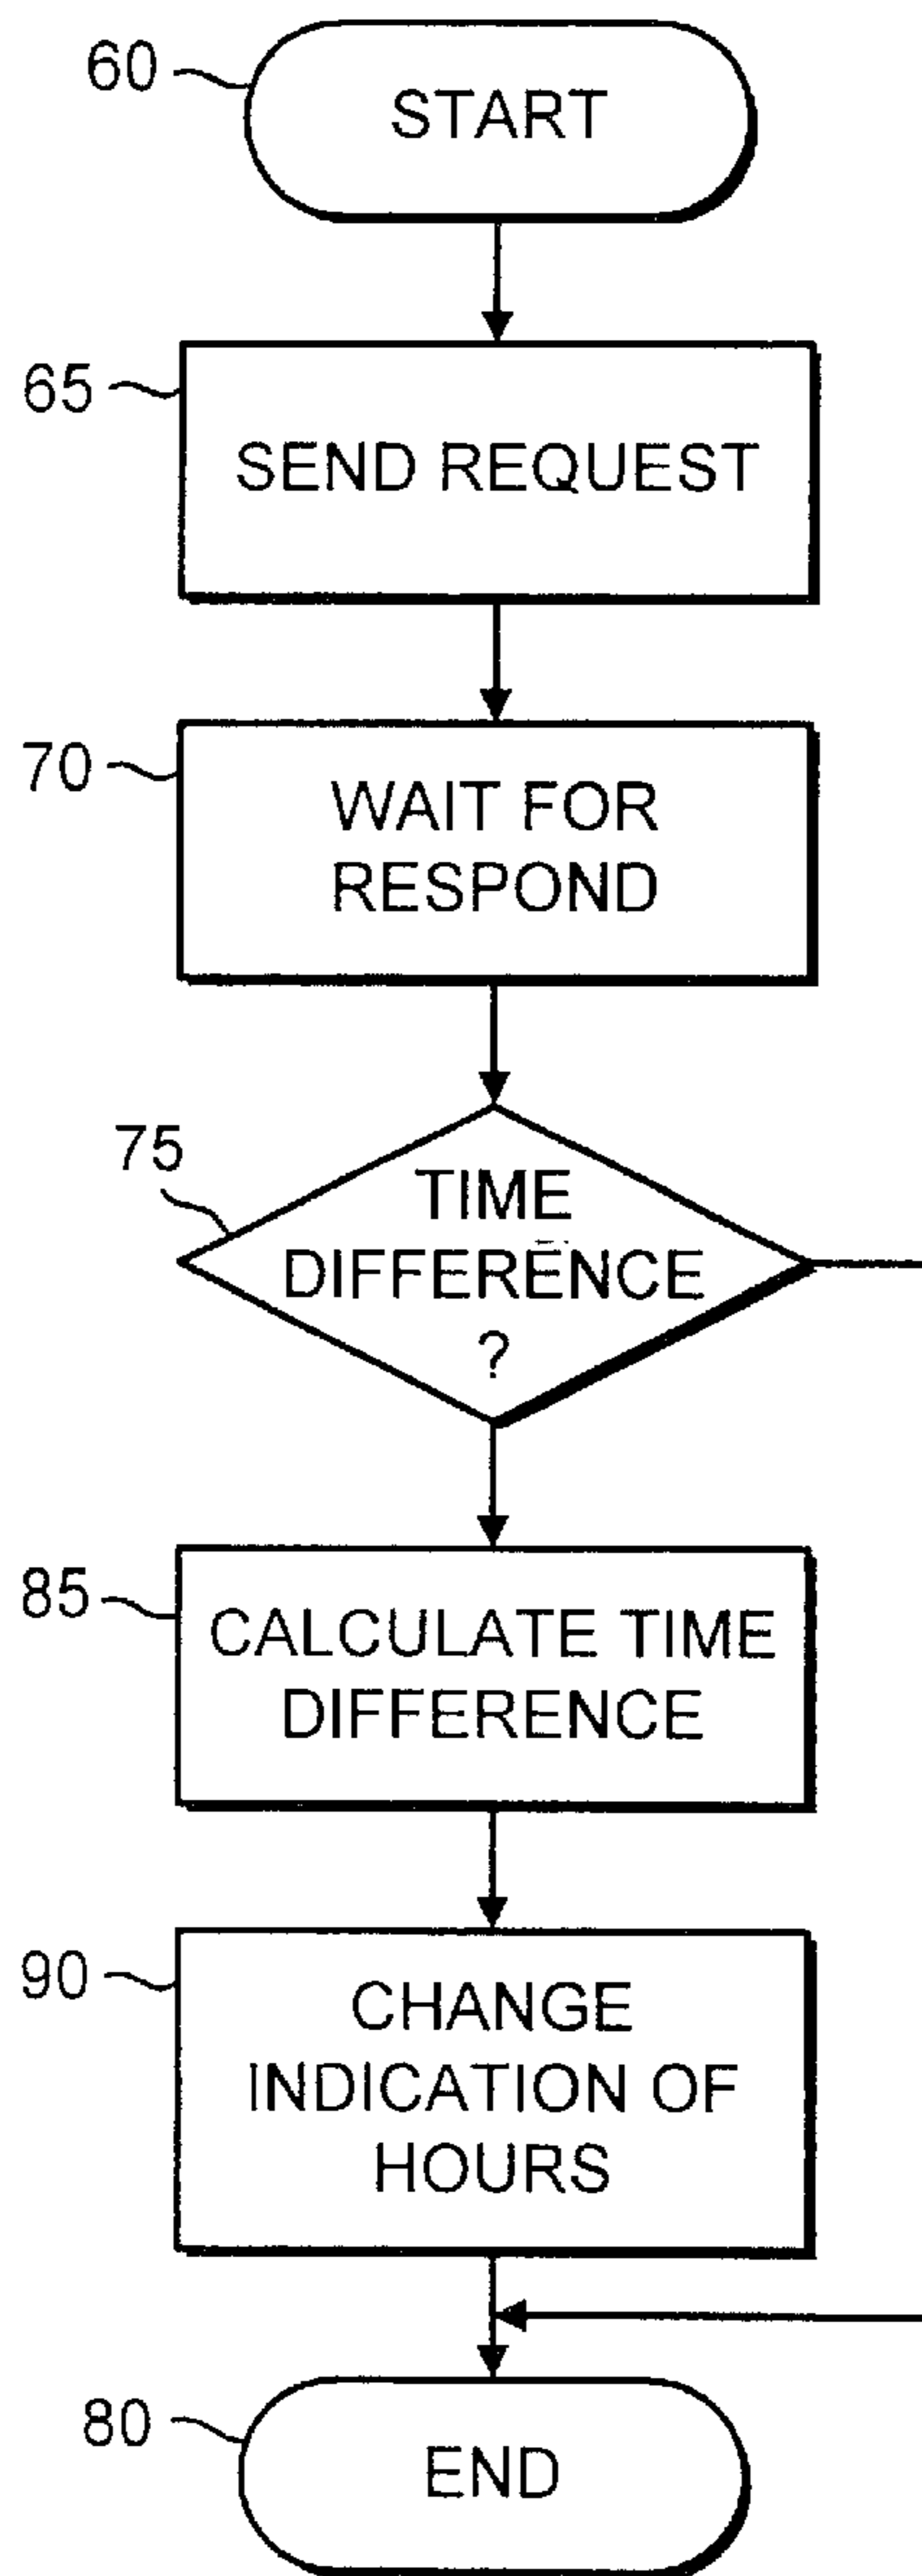 60
START
65
SEND REQUEST
70
WAIT FOR
RESPOND
75
TIME
DIFFERENCE
?
85
CALCULATE TIME
DIFFERENCE
90
CHANGE
INDICATION OF
HOURS
80
END